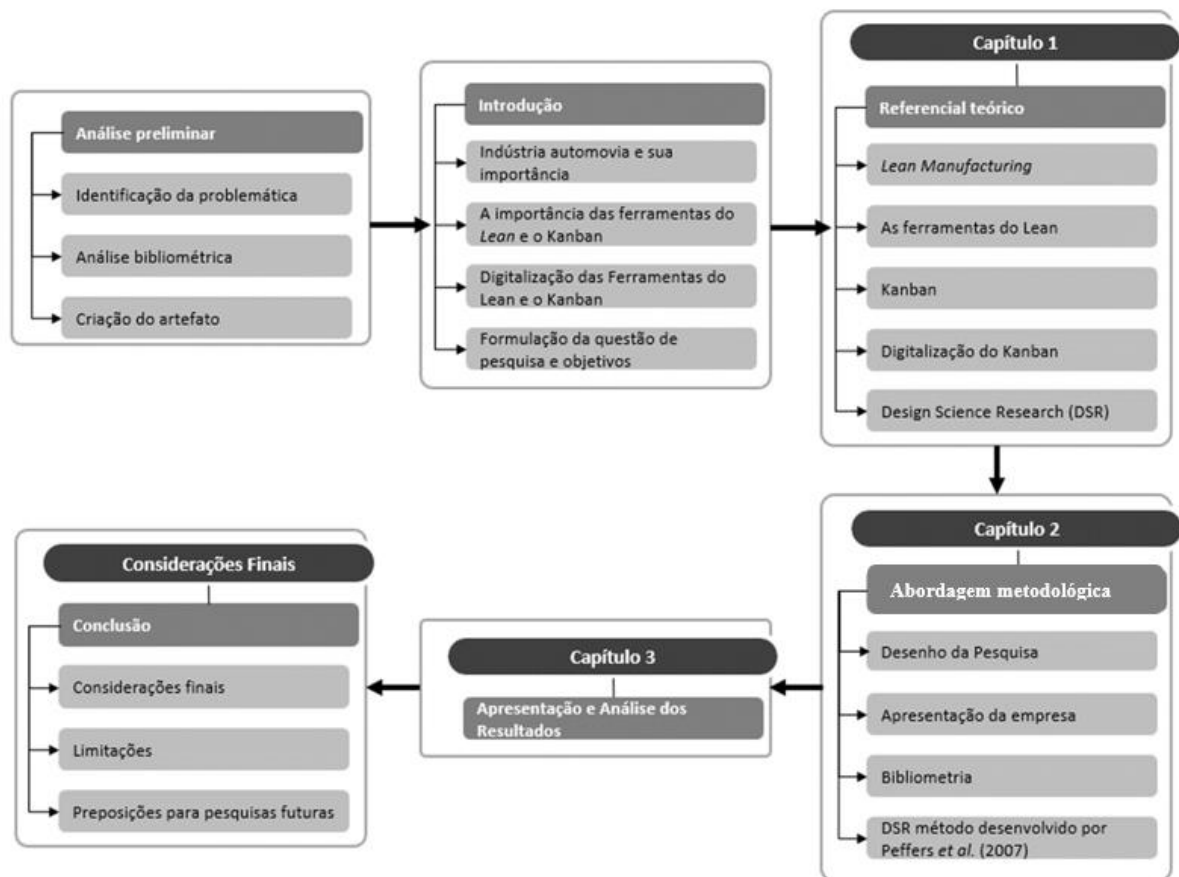 Análise preliminar
Identificação da problemática
Análise bibliométrica
Criação do artefato
Introdução
Indústria automovia e sua
importância
A importância das ferramentas do
Lean e o Kanban
Digitalização das Ferramentas do
Lean e o Kanban
Formulação da questão de
pesquisa e objetivos
Capítulo 1
Referencial teórico
Lean Manufacturing
As ferramentas do Lean
Kanban
Digitalização do Kanban
Design Science Research (DSR)
Capítulo 2
Abordagem metodológica
Desenho da Pesquisa
Apresentação da empresa
Bibliometria
DSR método desenvolvido por
Peffers et al. (2007)
Capítulo 3
Apresentação e Análise dos
Resultados
Considerações Finais
Conclusão
Considerações finais
Limitações
Preposições para pesquisas futuras